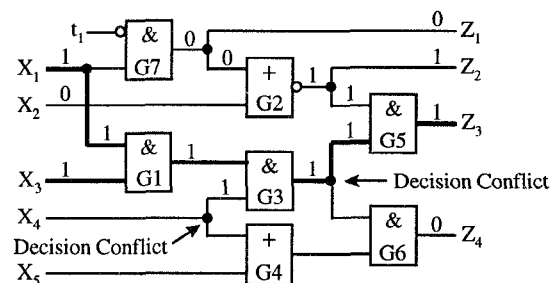 t1 & 0 0 Z1
X1 1 G7 0 1 1 Z2
X2 0 + G2 1 &
1 & 1 1 G5 1 Z3
X3 1 G1 1 & 1 Decision Conflict
X4 G3
Decision Conflict + & 0 Z4
X5 G4 G6